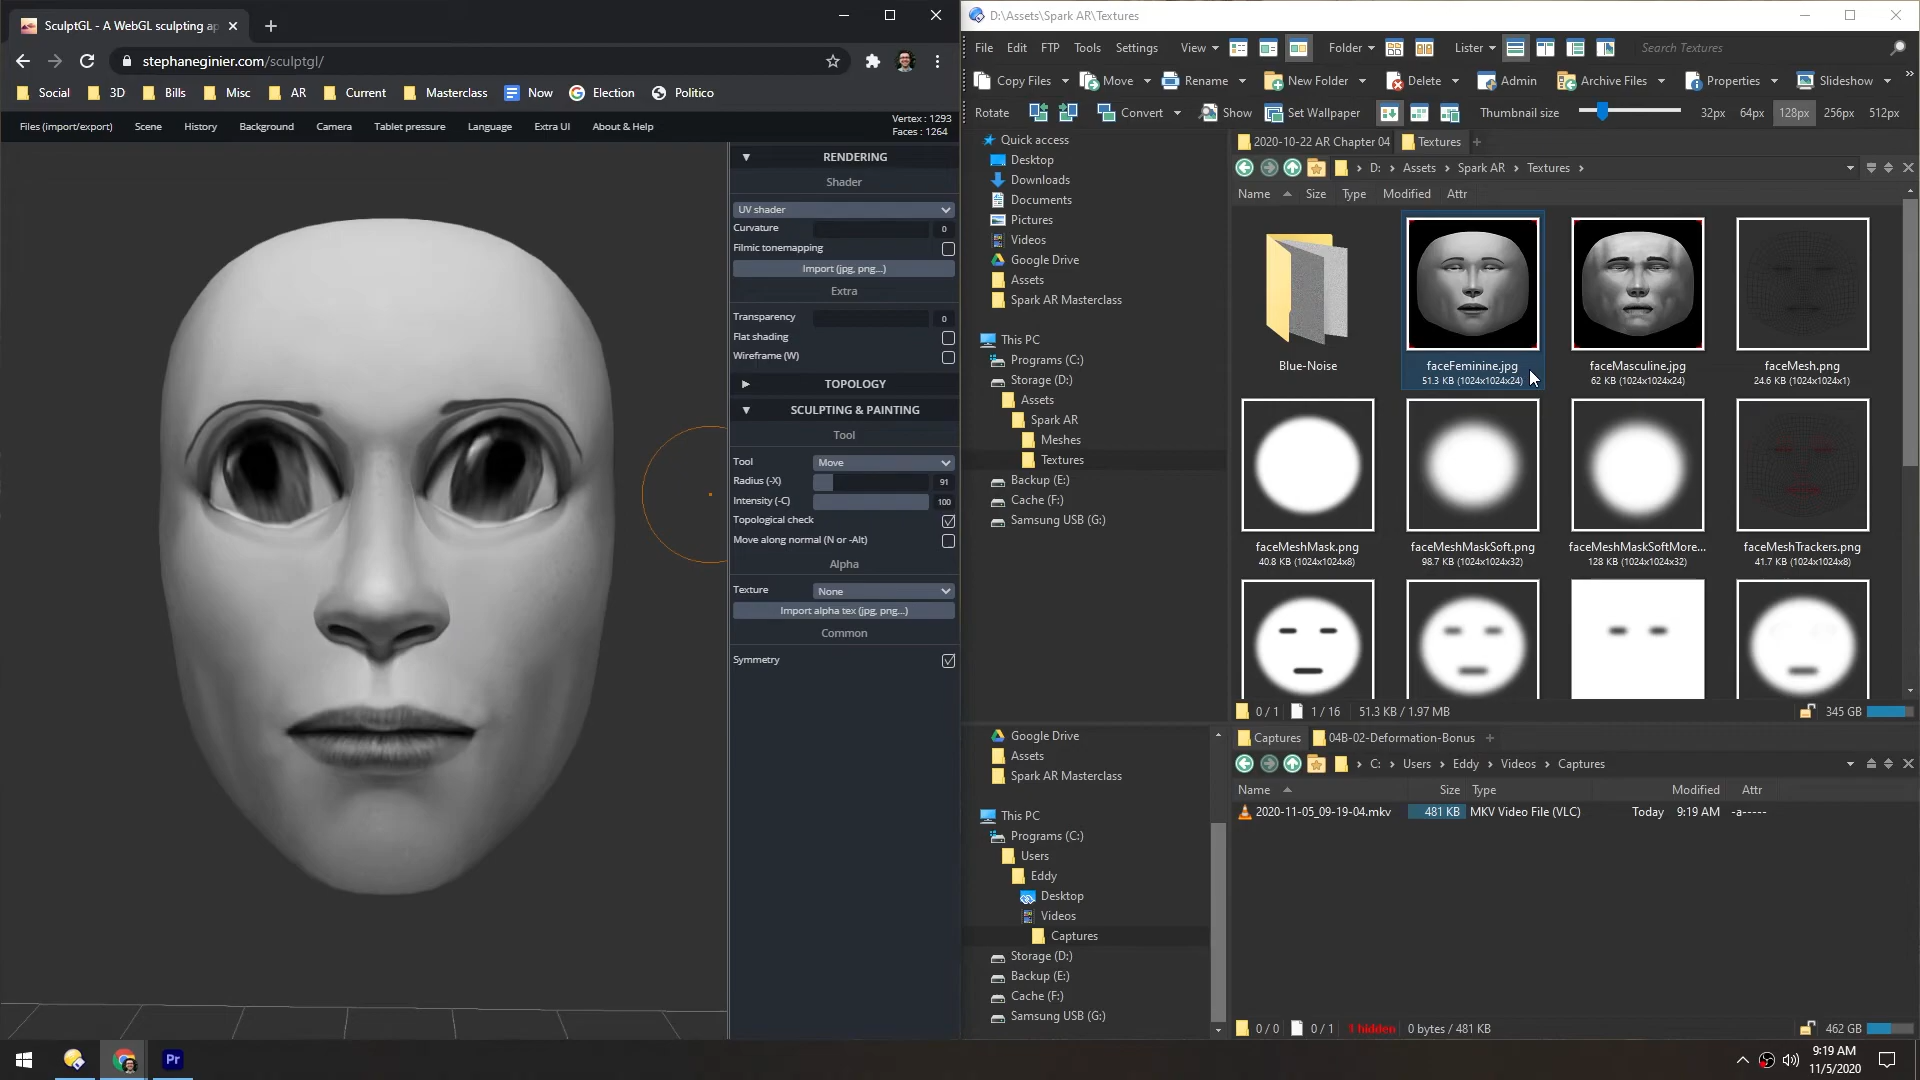 SculptGL - A WebGL sculpting ap
stephaneginier.com/sculptgl/
Social 3D Bills Misc AR Current Masterclass Now Election Politico
Files (import/export) Scene History Background Camera Tablet pressure Language Extra UI About & Help
Vertex : 1293
Faces : 1264
RENDERING
Shader
UV shader
Curvature 0
Filmic tonemapping
Import (jpg, png...)
Extra
Transparency 0
Flat shading
Wireframe (W)
TOPOLOGY
SCULPTING & PAINTING
Tool
Tool Move
Radius (-X) 91
Intensity (-C) 100
Topological check
Move along normal (N or -Alt)
Alpha
Texture None
Import alpha tex (jpg, png...)
Common
Symmetry
D:\Assets\Spark AR\Textures
File Edit FTP Tools Settings View Folder Lister Search Textures
Copy Files Move Rename New Folder Delete Admin Archive Files Properties Slideshow »
Rotate Convert Show Set Wallpaper Thumbnail size 32px 64px 128px 256px 512px
Quick access
Desktop
Downloads
Documents
Pictures
Videos
Google Drive
Assets
Spark AR Masterclass
This PC
Programs (C:)
Storage (D:)
Assets
Spark AR
Meshes
Textures
Backup (E:)
Cache (F:)
Samsung USB (G:)
2020-10-22 AR Chapter 04 Textures
D: Assets Spark AR Textures
Name Size Type Modified Attr
Blue-Noise
faceFeminine.jpg
51.3 KB (1024x1024x24)
faceMasculine.jpg
62 KB (1024x1024x24)
faceMesh.png
24.6 KB (1024x1024x1)
faceMeshMask.png
40.8 KB (1024x1024x8)
faceMeshMaskSoft.png
98.7 KB (1024x1024x32)
faceMeshMaskSoftMore...
128 KB (1024x1024x32)
faceMeshTrackers.png
41.7 KB (1024x1024x8)
0 / 1 1 / 16 51.3 KB / 1.97 MB 345 GB
Google Drive
Assets
Spark AR Masterclass
This PC
Programs (C:)
Users
Eddy
Desktop
Videos
Captures
Storage (D:)
Backup (E:)
Cache (F:)
Samsung USB (G:)
Captures 04B-02-Deformation-Bonus
C: Users Eddy Videos Captures
Name Size Type Modified Attr
2020-11-05_09-19-04.mkv 481 KB MKV Video File (VLC) Today 9:19 AM -a-----
0 / 0 0 / 1 1 hidden 0 bytes / 481 KB 462 GB
Pr
9:19 AM
11/5/2020